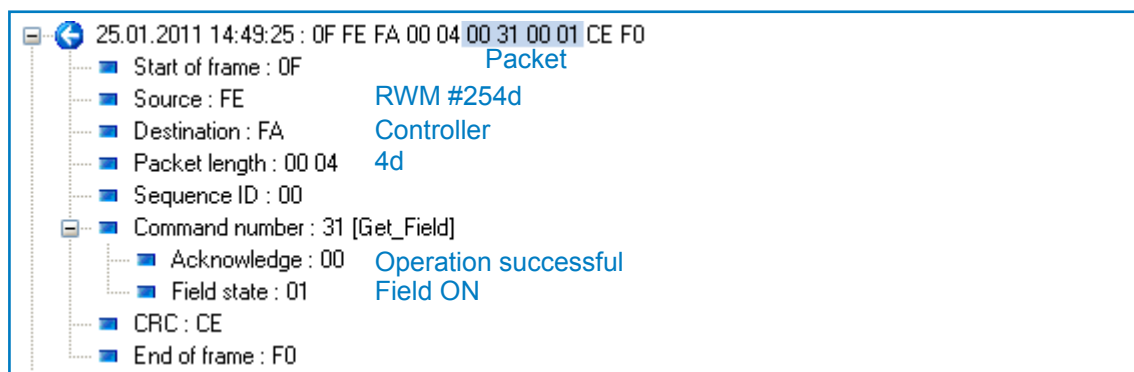 25.01.2011 14:49:25 : 0F FE FA 00 04 00 31 00 01 CE F0
Packet
Start of frame : 0F
Source : FE RWM #254d
Destination : FA Controller
Packet length : 00 04 4d
Sequence ID : 00
Command number : 31 [Get_Field]
Acknowledge : 00 Operation successful
Field state : 01 Field ON
CRC : CE
End of frame : F0